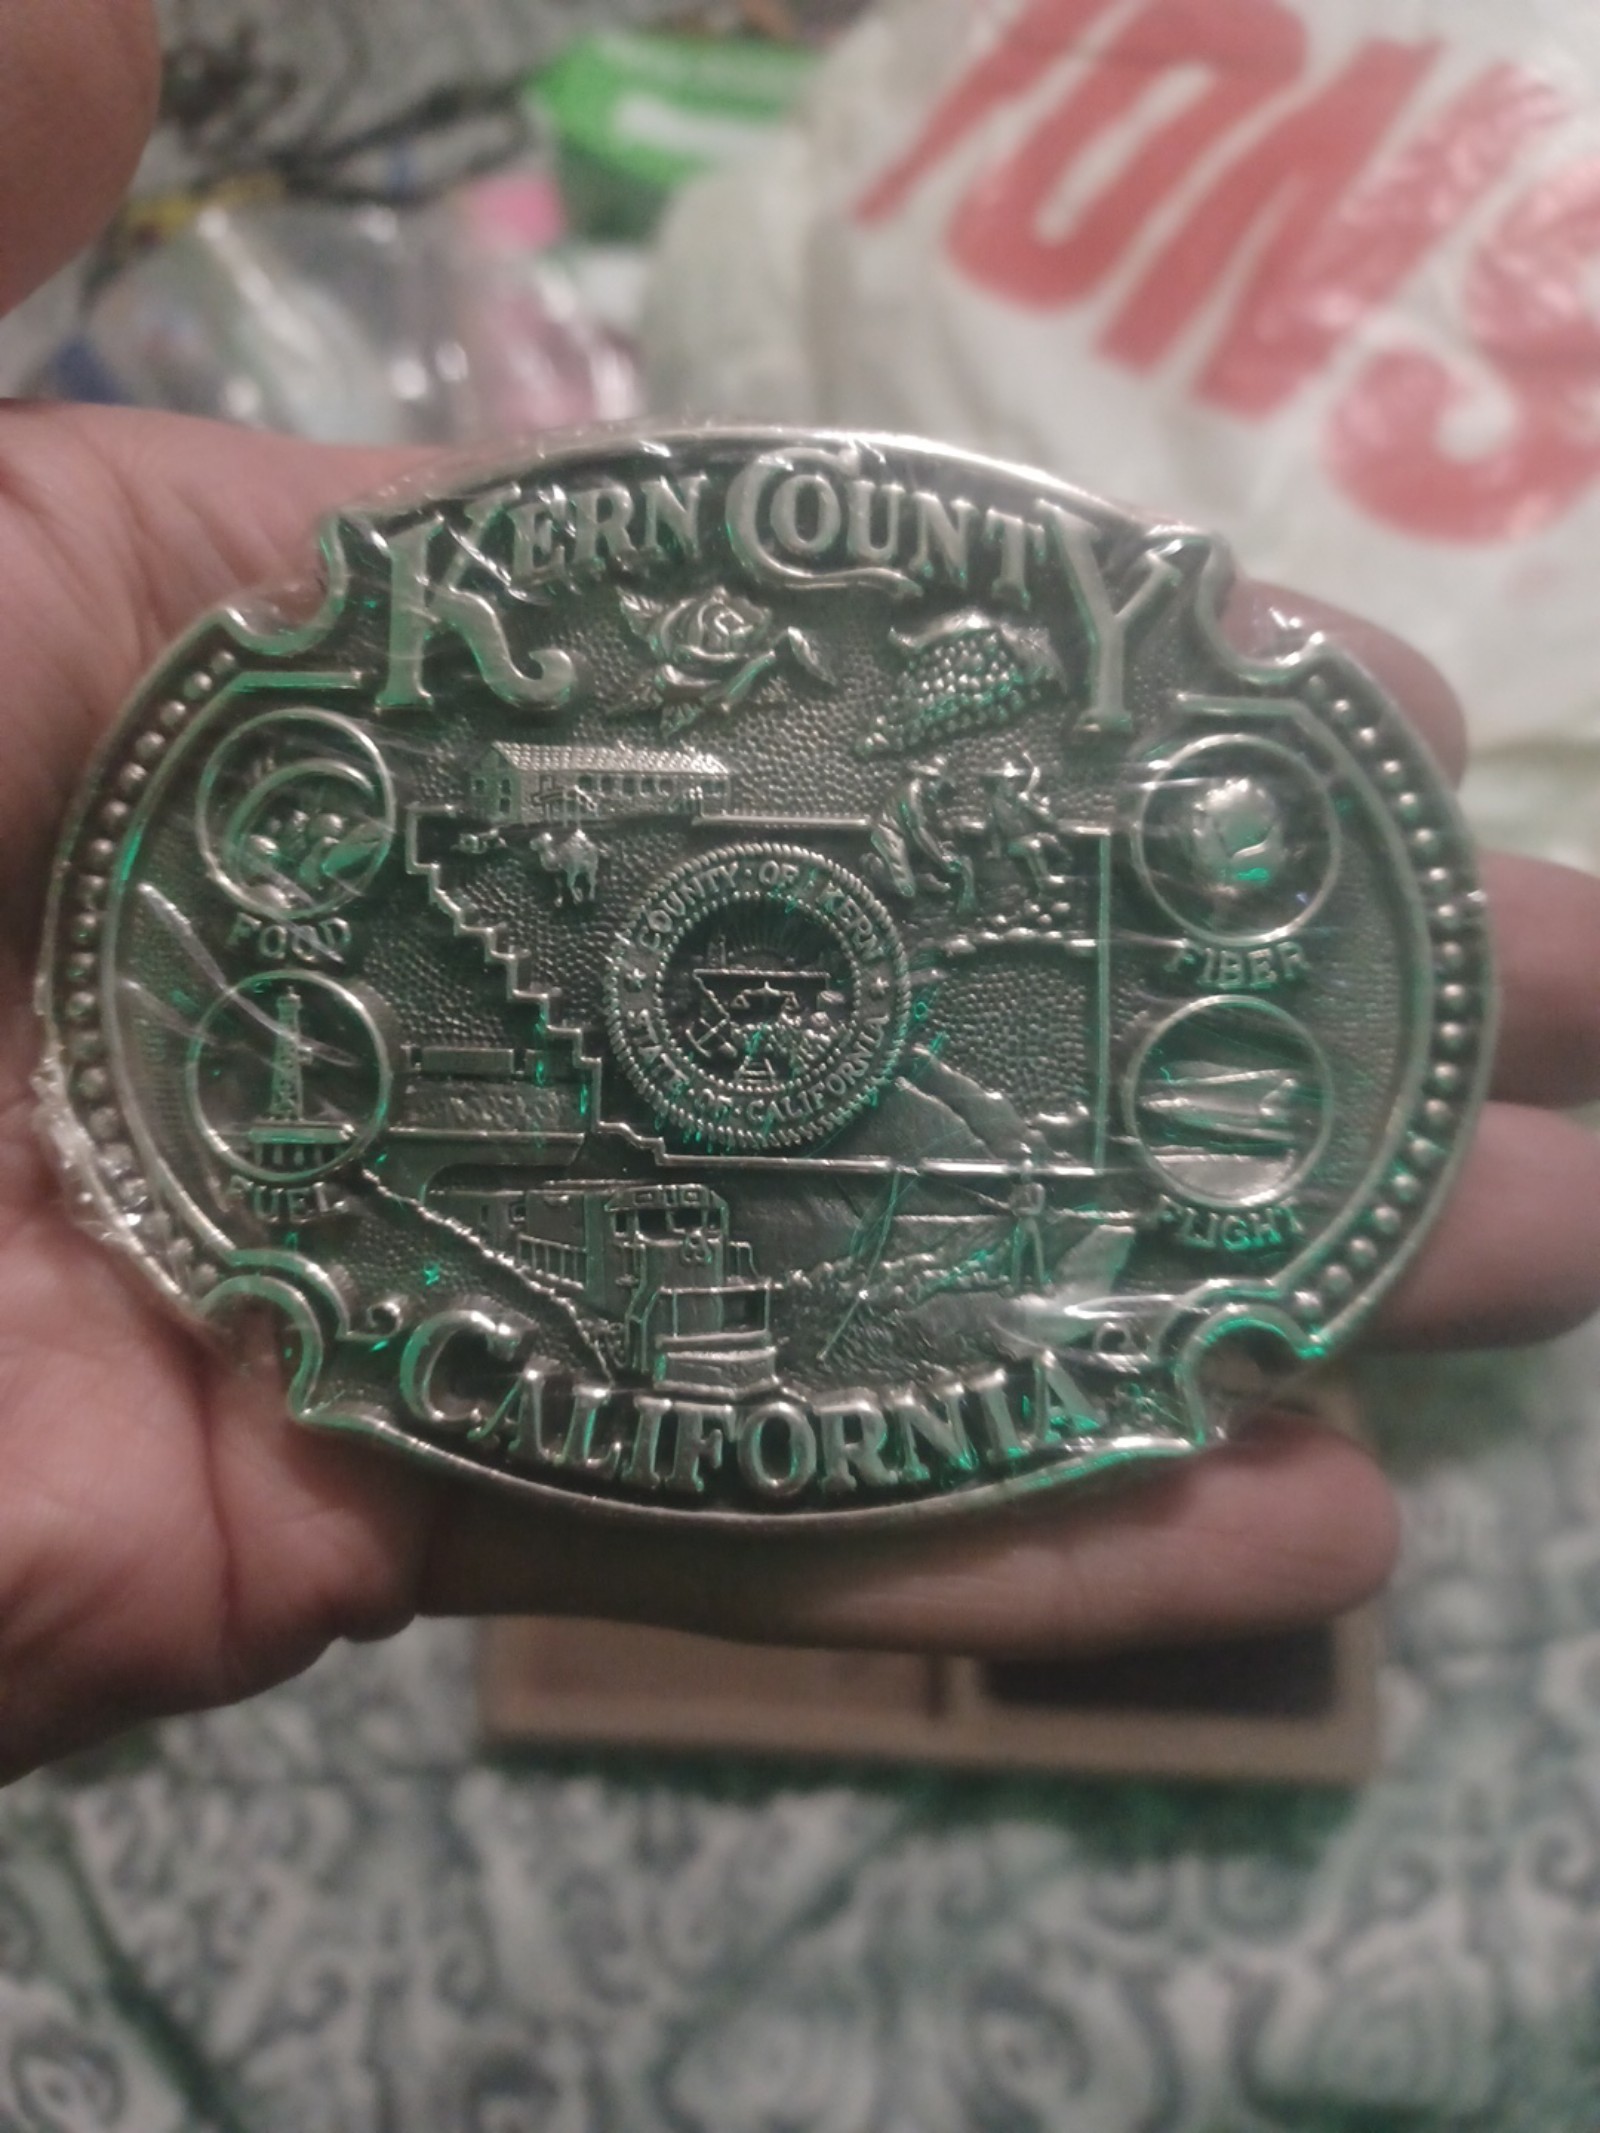 KERN COUNTY
FOOD
FIBER
COUNTY · OF · KERN
STATE · OF · CALIFORNIA
FUEL
FLIGHT
CALIFORNIA